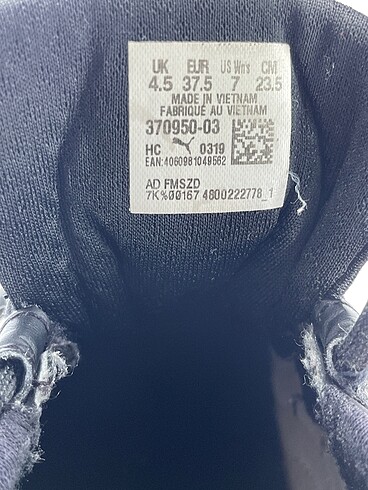 UK EUR US Wn's CM
4.5 37.5 7 23.5
MADE IN VIETNAM
FABRIQUÉ AU VIETNAM
370950-03
HC 0319
EAN:4060981049562
AD FMSZD
7K%00167 4600222778_1